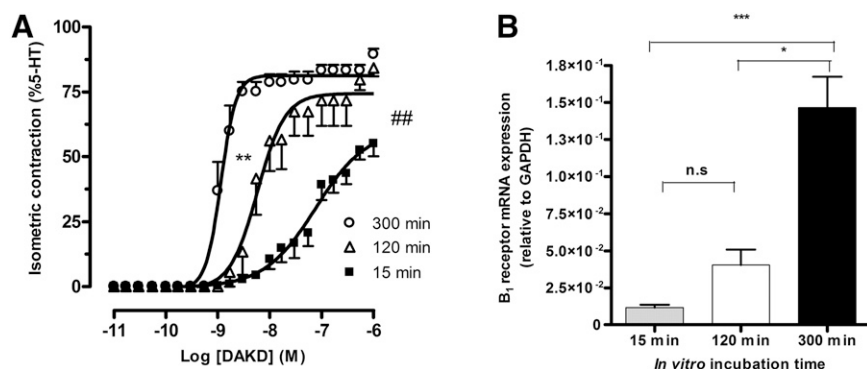 A
Isometric contraction (%5-HT)
100
75
50
25
0
**
##
300 min
120 min
15 min
-11 -10 -9 -8 -7 -6
Log [DAKD] (M)
B
B₁ receptor mRNA expression
(relative to GAPDH)
1.8×10⁻¹
1.5×10⁻¹
1.3×10⁻¹
1.0×10⁻¹
7.5×10⁻²
5.0×10⁻²
2.5×10⁻²
0
***
*
n.s
15 min 120 min 300 min
In vitro incubation time